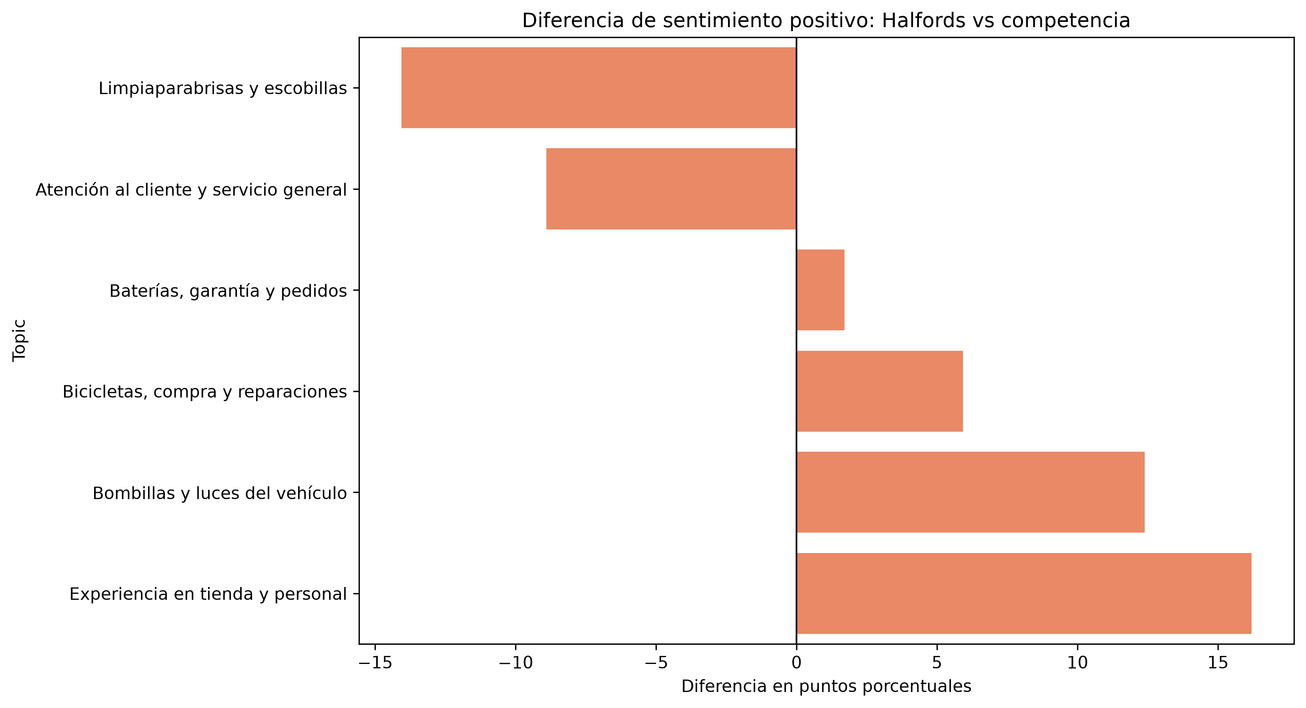 Diferencia de sentimiento positivo: Halfords vs competencia
Limpiaparabrisas y escobillas
Atención al cliente y servicio general
Baterías, garantía y pedidos
Bicicletas, compra y reparaciones
Bombillas y luces del vehículo
Experiencia en tienda y personal
Topic
−15 −10 −5 0 5 10 15
Diferencia en puntos porcentuales